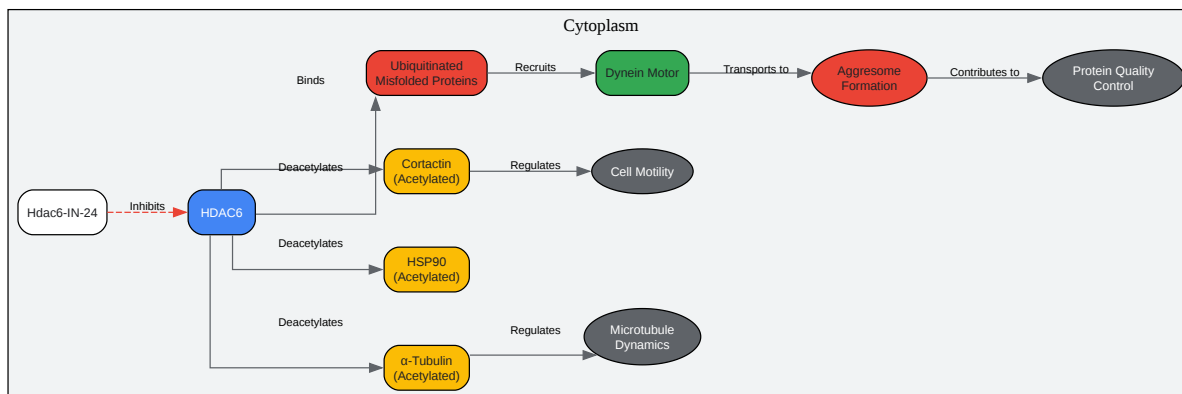 Cytoplasm
Binds
Ubiquitinated
Misfolded Proteins
Recruits
Dynein Motor
Transports to
Aggresome
Formation
Contributes to
Protein Quality
Control
Deacetylates
Cortactin
(Acetylated)
Regulates
Cell Motility
Hdac6-IN-24
Inhibits
HDAC6
Deacetylates
HSP90
(Acetylated)
Deacetylates
α-Tubulin
(Acetylated)
Regulates
Microtubule
Dynamics